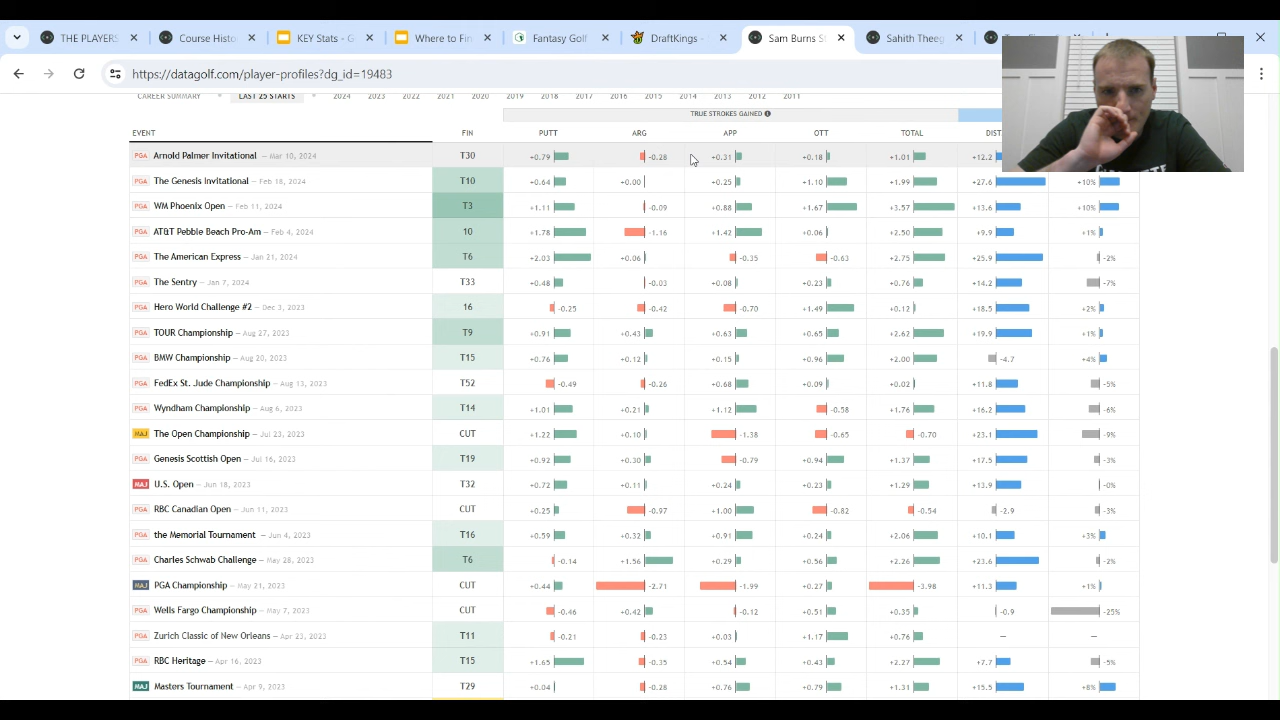 THE PLAYERS
Course Histo
KEY Stats - G
Where to Fin
Fantasy Golf
DraftKings -
Sam Burns S
Sahith Theeg
https://datagolf.com/player-profiles?dg_id=19483
CAREER SUMMARY LAST 25 STARTS 2024 2023 2022 2021 2020 2019 2018 2017 2016 2015 2014 2013 2012 2011
TRUE STROKES GAINED
EVENT FIN PUTT ARG APP OTT TOTAL DIST
PGA Arnold Palmer Invitational — Mar 10, 2024 T30 +0.79 -0.28 +0.31 +0.18 +1.01 +12.2
PGA The Genesis Invitational — Feb 18, 2024 T10 +0.64 +0.00 +0.25 +1.10 +1.99 +27.6 +10%
PGA WM Phoenix Open — Feb 11, 2024 T3 +1.11 -0.09 +0.88 +1.67 +3.57 +13.6 +10%
PGA AT&T Pebble Beach Pro-Am — Feb 4, 2024 10 +1.78 -1.16 +1.42 +0.06 +2.50 +9.9 +1%
PGA The American Express — Jan 21, 2024 T6 +2.03 +0.06 -0.35 -0.63 +2.75 +25.9 -2%
PGA The Sentry — Jan 7, 2024 T33 +0.48 -0.03 +0.08 +0.23 +0.76 +14.2 -7%
PGA Hero World Challenge #2 — Dec 3, 2023 16 -0.25 -0.42 -0.70 +1.49 +0.12 +18.5 +2%
PGA TOUR Championship — Aug 27, 2023 T9 +0.91 +0.43 +0.63 +0.65 +2.62 +19.9 +1%
PGA BMW Championship — Aug 20, 2023 T15 +0.76 +0.12 +0.15 +0.96 +2.00 -4.7 +4%
PGA FedEx St. Jude Championship — Aug 13, 2023 T52 -0.49 -0.26 +0.68 +0.09 +0.02 +11.8 -5%
PGA Wyndham Championship — Aug 6, 2023 T14 +1.01 +0.21 +1.12 -0.58 +1.76 +16.2 -6%
MAJ The Open Championship — Jul 23, 2023 CUT +1.22 +0.10 -1.38 -0.65 -0.70 +23.1 -9%
PGA Genesis Scottish Open — Jul 16, 2023 T19 +0.92 +0.30 -0.79 +0.94 +1.37 +17.5 -3%
MAJ U.S. Open — Jun 18, 2023 T32 +0.72 +0.11 +0.24 +0.23 +1.29 +13.9 -0%
PGA RBC Canadian Open — Jun 11, 2023 CUT +0.25 -0.97 +1.00 -0.82 -0.54 -2.9 -3%
PGA the Memorial Tournament — Jun 4, 2023 T16 +0.59 +0.32 +0.91 +0.24 +2.06 +10.1 +3%
PGA Charles Schwab Challenge — May 28, 2023 T6 -0.14 +1.56 +0.29 +0.56 +2.26 +23.6 -2%
MAJ PGA Championship — May 21, 2023 CUT +0.44 -2.71 -1.99 +0.27 -3.98 +11.3 +1%
PGA Wells Fargo Championship — May 7, 2023 CUT -0.46 +0.42 -0.12 +0.51 +0.35 -0.9 -25%
PGA Zurich Classic of New Orleans — Apr 23, 2023 T11 -0.21 -0.23 +0.03 +1.17 +0.76 — —
PGA RBC Heritage — Apr 16, 2023 T15 +1.65 -0.35 +0.54 +0.43 +2.27 +7.7 -5%
MAJ Masters Tournament — Apr 9, 2023 T29 +0.04 -0.28 +0.76 +0.79 +1.31 +15.5 +8%